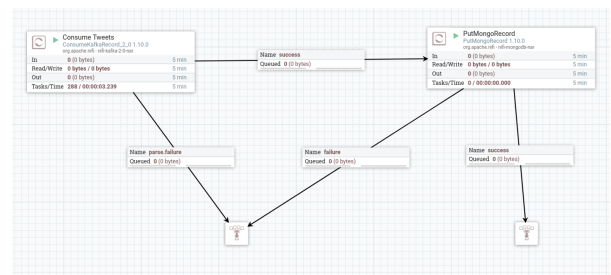 Consume Tweets
ConsumeKafkaRecord_2_0 1.10.0
org.apache.nifi - nifi-kafka-2-0-nar
In 0 (0 bytes) 5 min
Read/Write 0 bytes / 0 bytes 5 min
Out 0 (0 bytes) 5 min
Tasks/Time 288 / 00:00:03.239 5 min
Name success
Queued 0 (0 bytes)
PutMongoRecord
PutMongoRecord 1.10.0
org.apache.nifi - nifi-mongodb-nar
In 0 (0 bytes) 5 min
Read/Write 0 bytes / 0 bytes 5 min
Out 0 (0 bytes) 5 min
Tasks/Time 0 / 00:00:00.000 5 min
Name parse.failure
Queued 0 (0 bytes)
Name failure
Queued 0 (0 bytes)
Name success
Queued 0 (0 bytes)